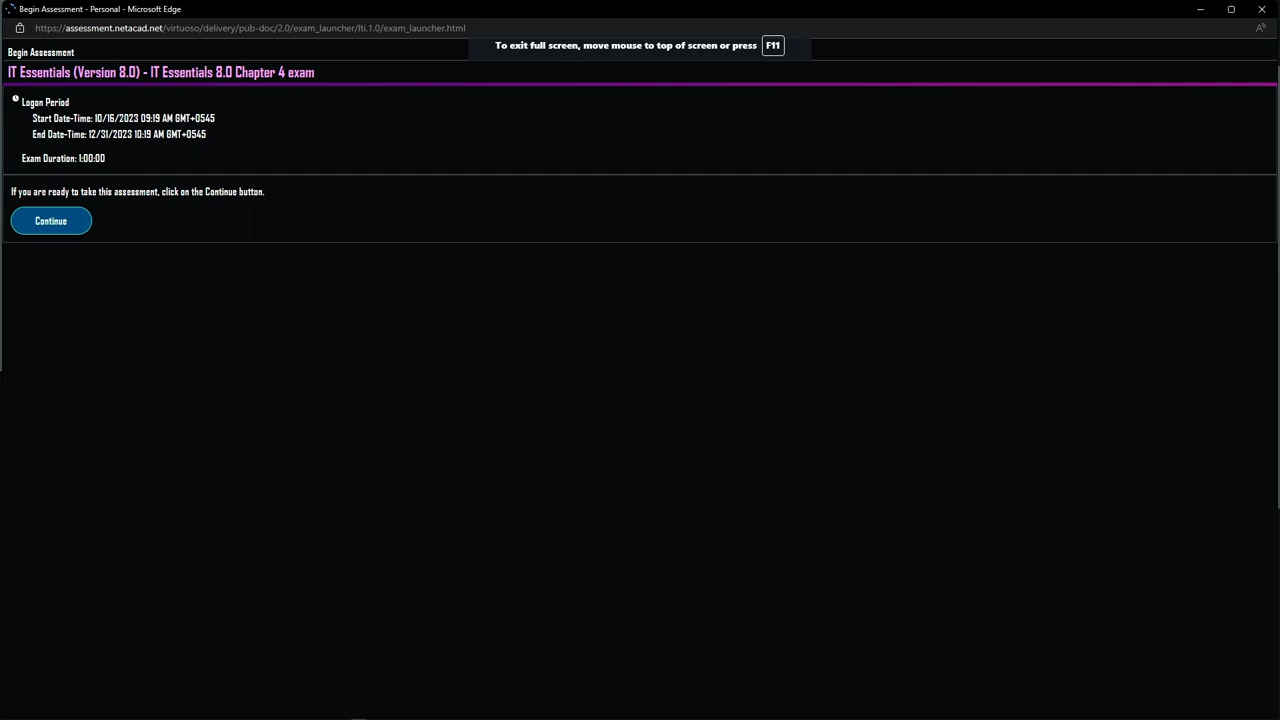 Begin Assessment - Personal - Microsoft Edge
https://assessment.netacad.net/virtuoso/delivery/pub-doc/2.0/exam_launcher/lti.1.0/exam_launcher.html
To exit full screen, move mouse to top of screen or press F11
Begin Assessment
IT Essentials (Version 8.0) - IT Essentials 8.0 Chapter 4 exam
Logon Period
Start Date-Time: 10/16/2023 09:19 AM GMT+0545
End Date-Time: 12/31/2023 10:19 AM GMT+0545
Exam Duration: 1:00:00
If you are ready to take this assessment, click on the Continue button.
Continue